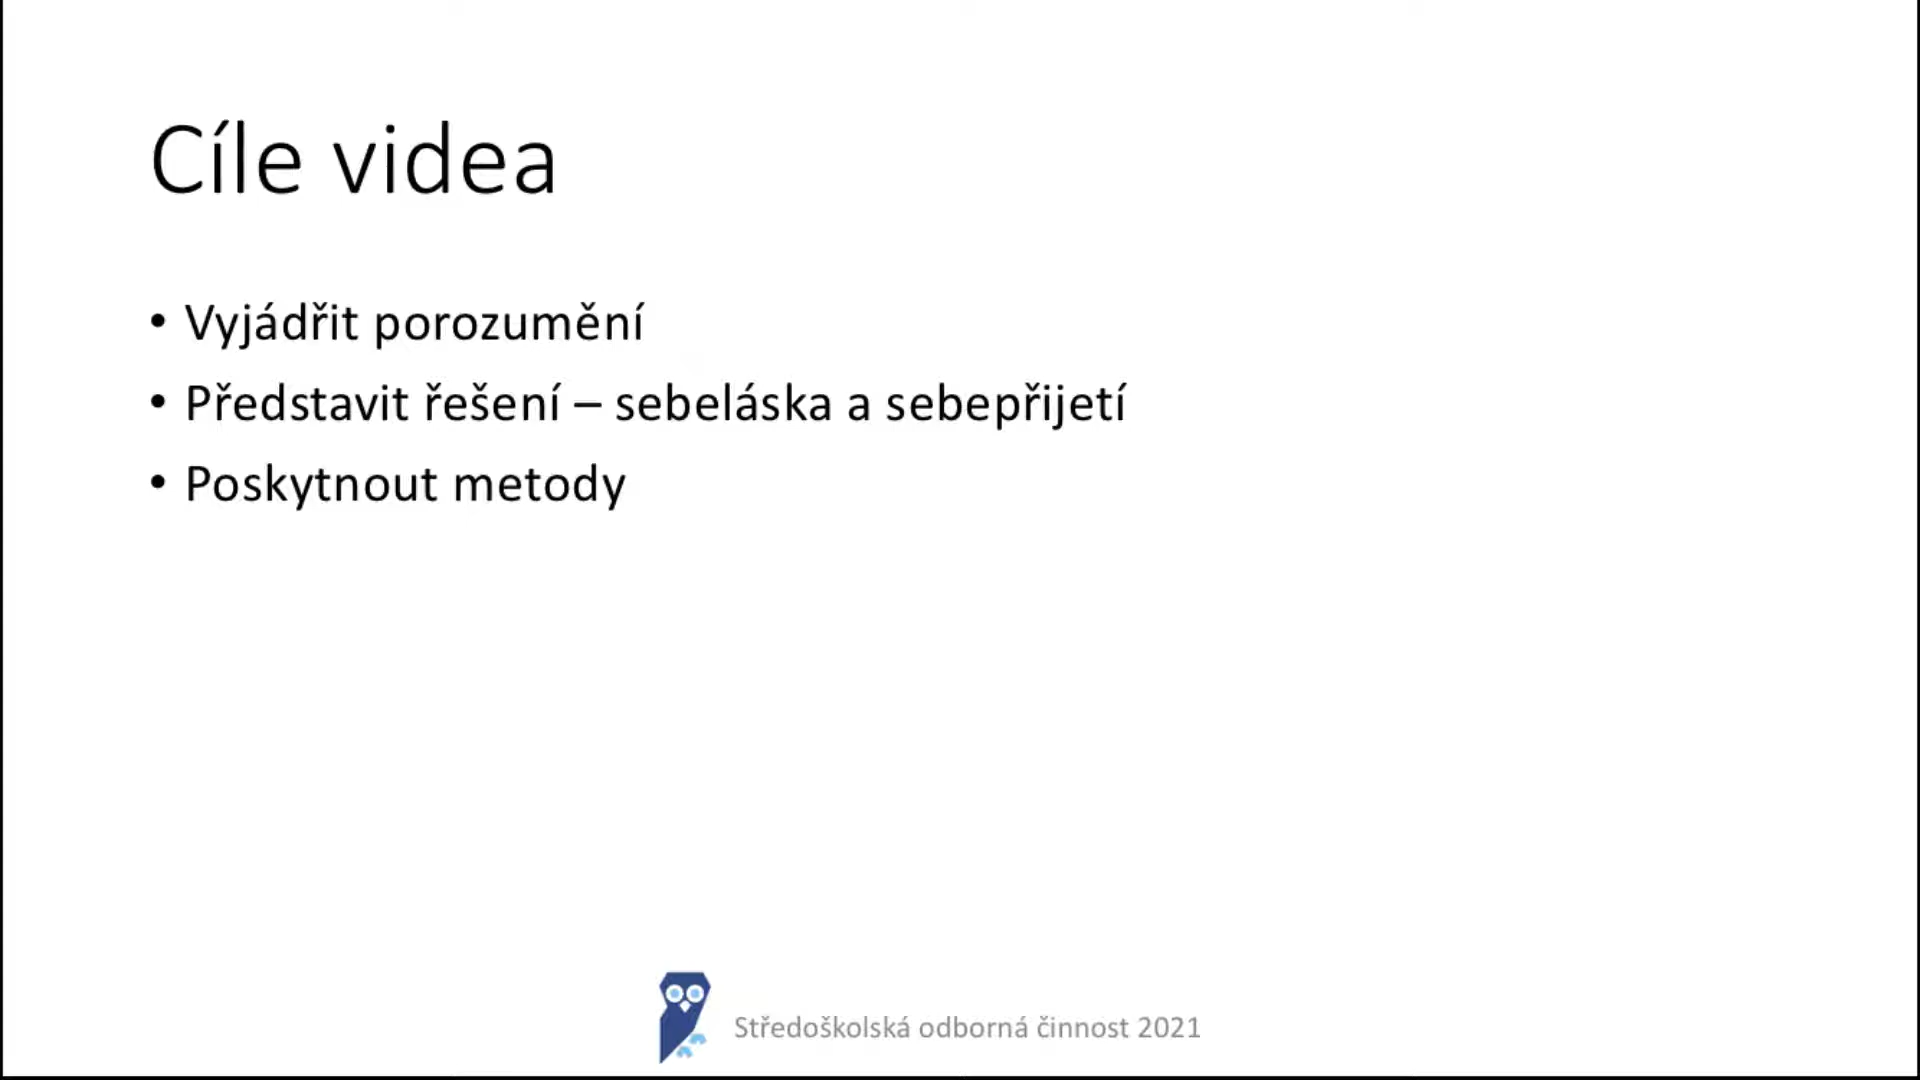 Cíle videa
• Vyjádřit porozumění
• Představit řešení – sebeláska a sebepřijetí
• Poskytnout metody
Středoškolská odborná činnost 2021